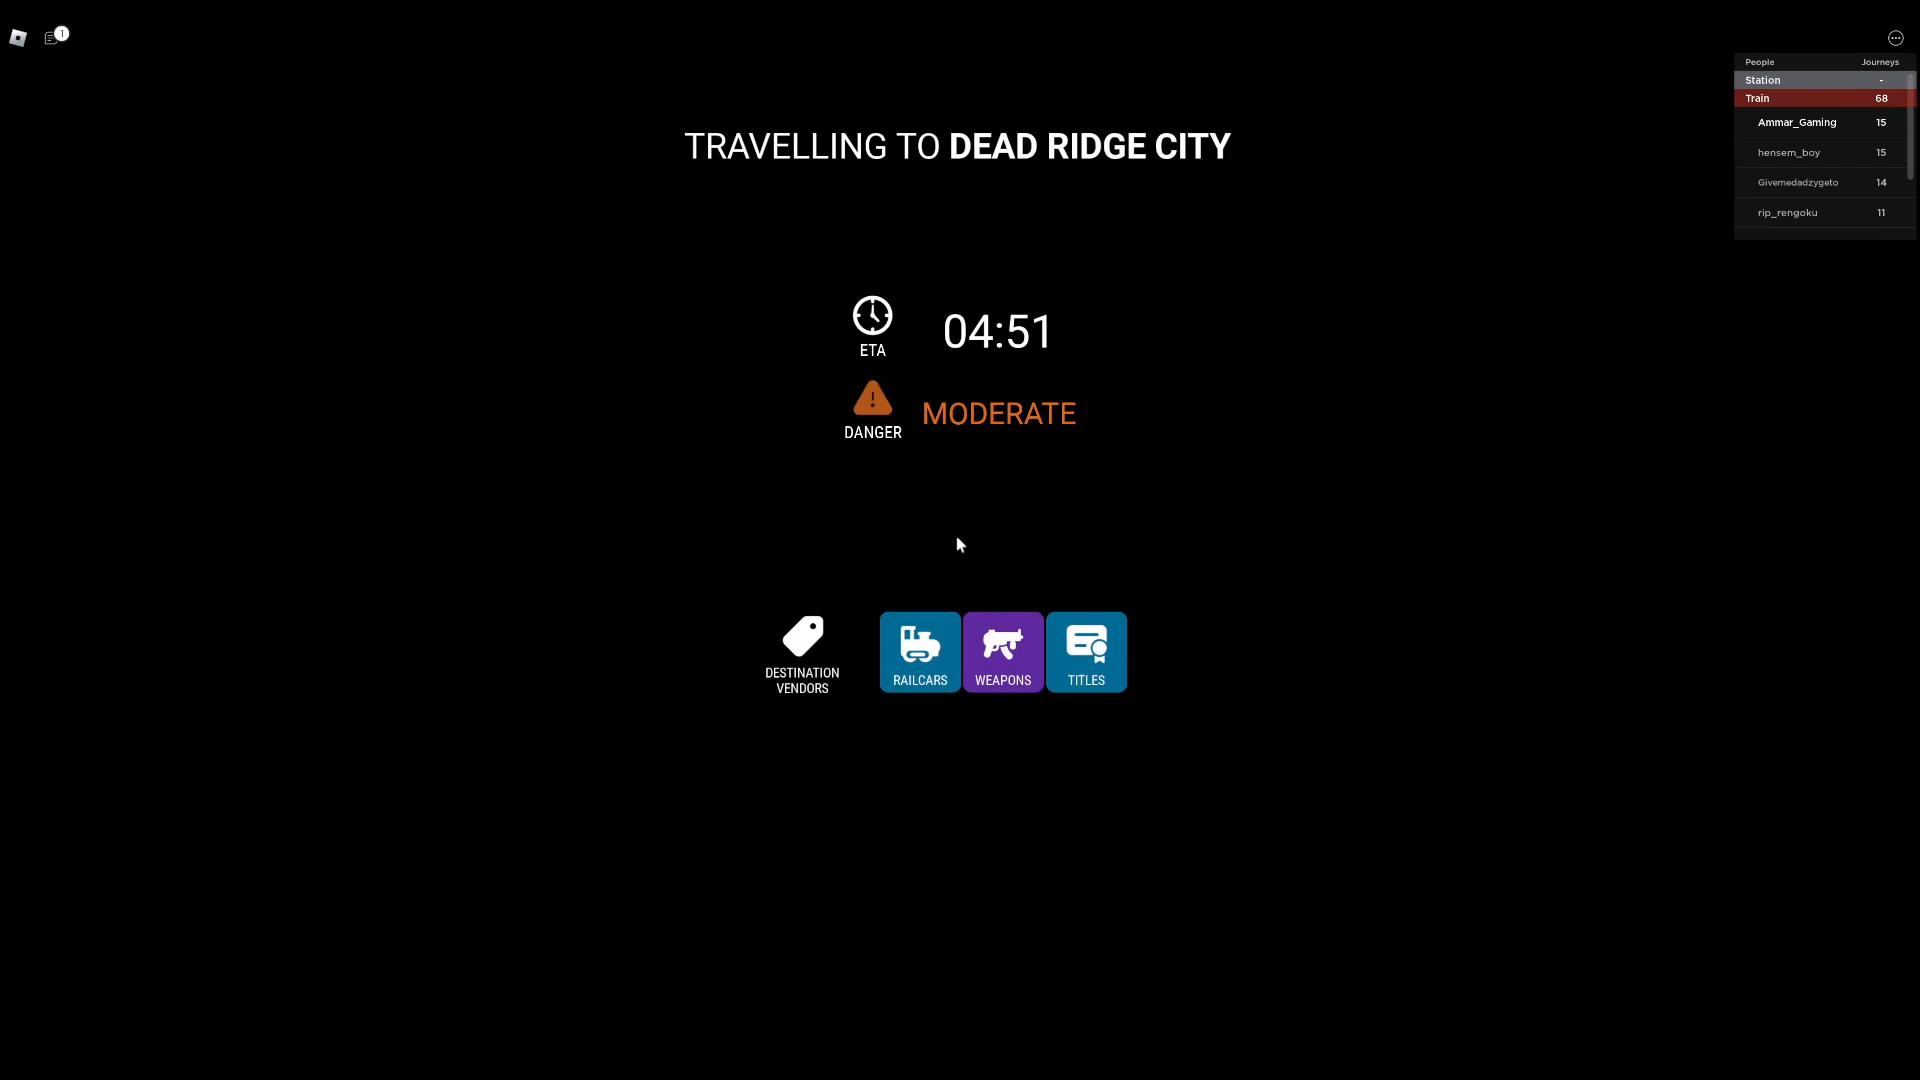 1
People Journeys
Station -
Train 68
Ammar_Gaming 15
hensem_boy 15
Givemedadzygeto 14
rip_rengoku 11
TRAVELLING TO DEAD RIDGE CITY
ETA 04:51
DANGER MODERATE
DESTINATION
VENDORS
RAILCARS WEAPONS TITLES